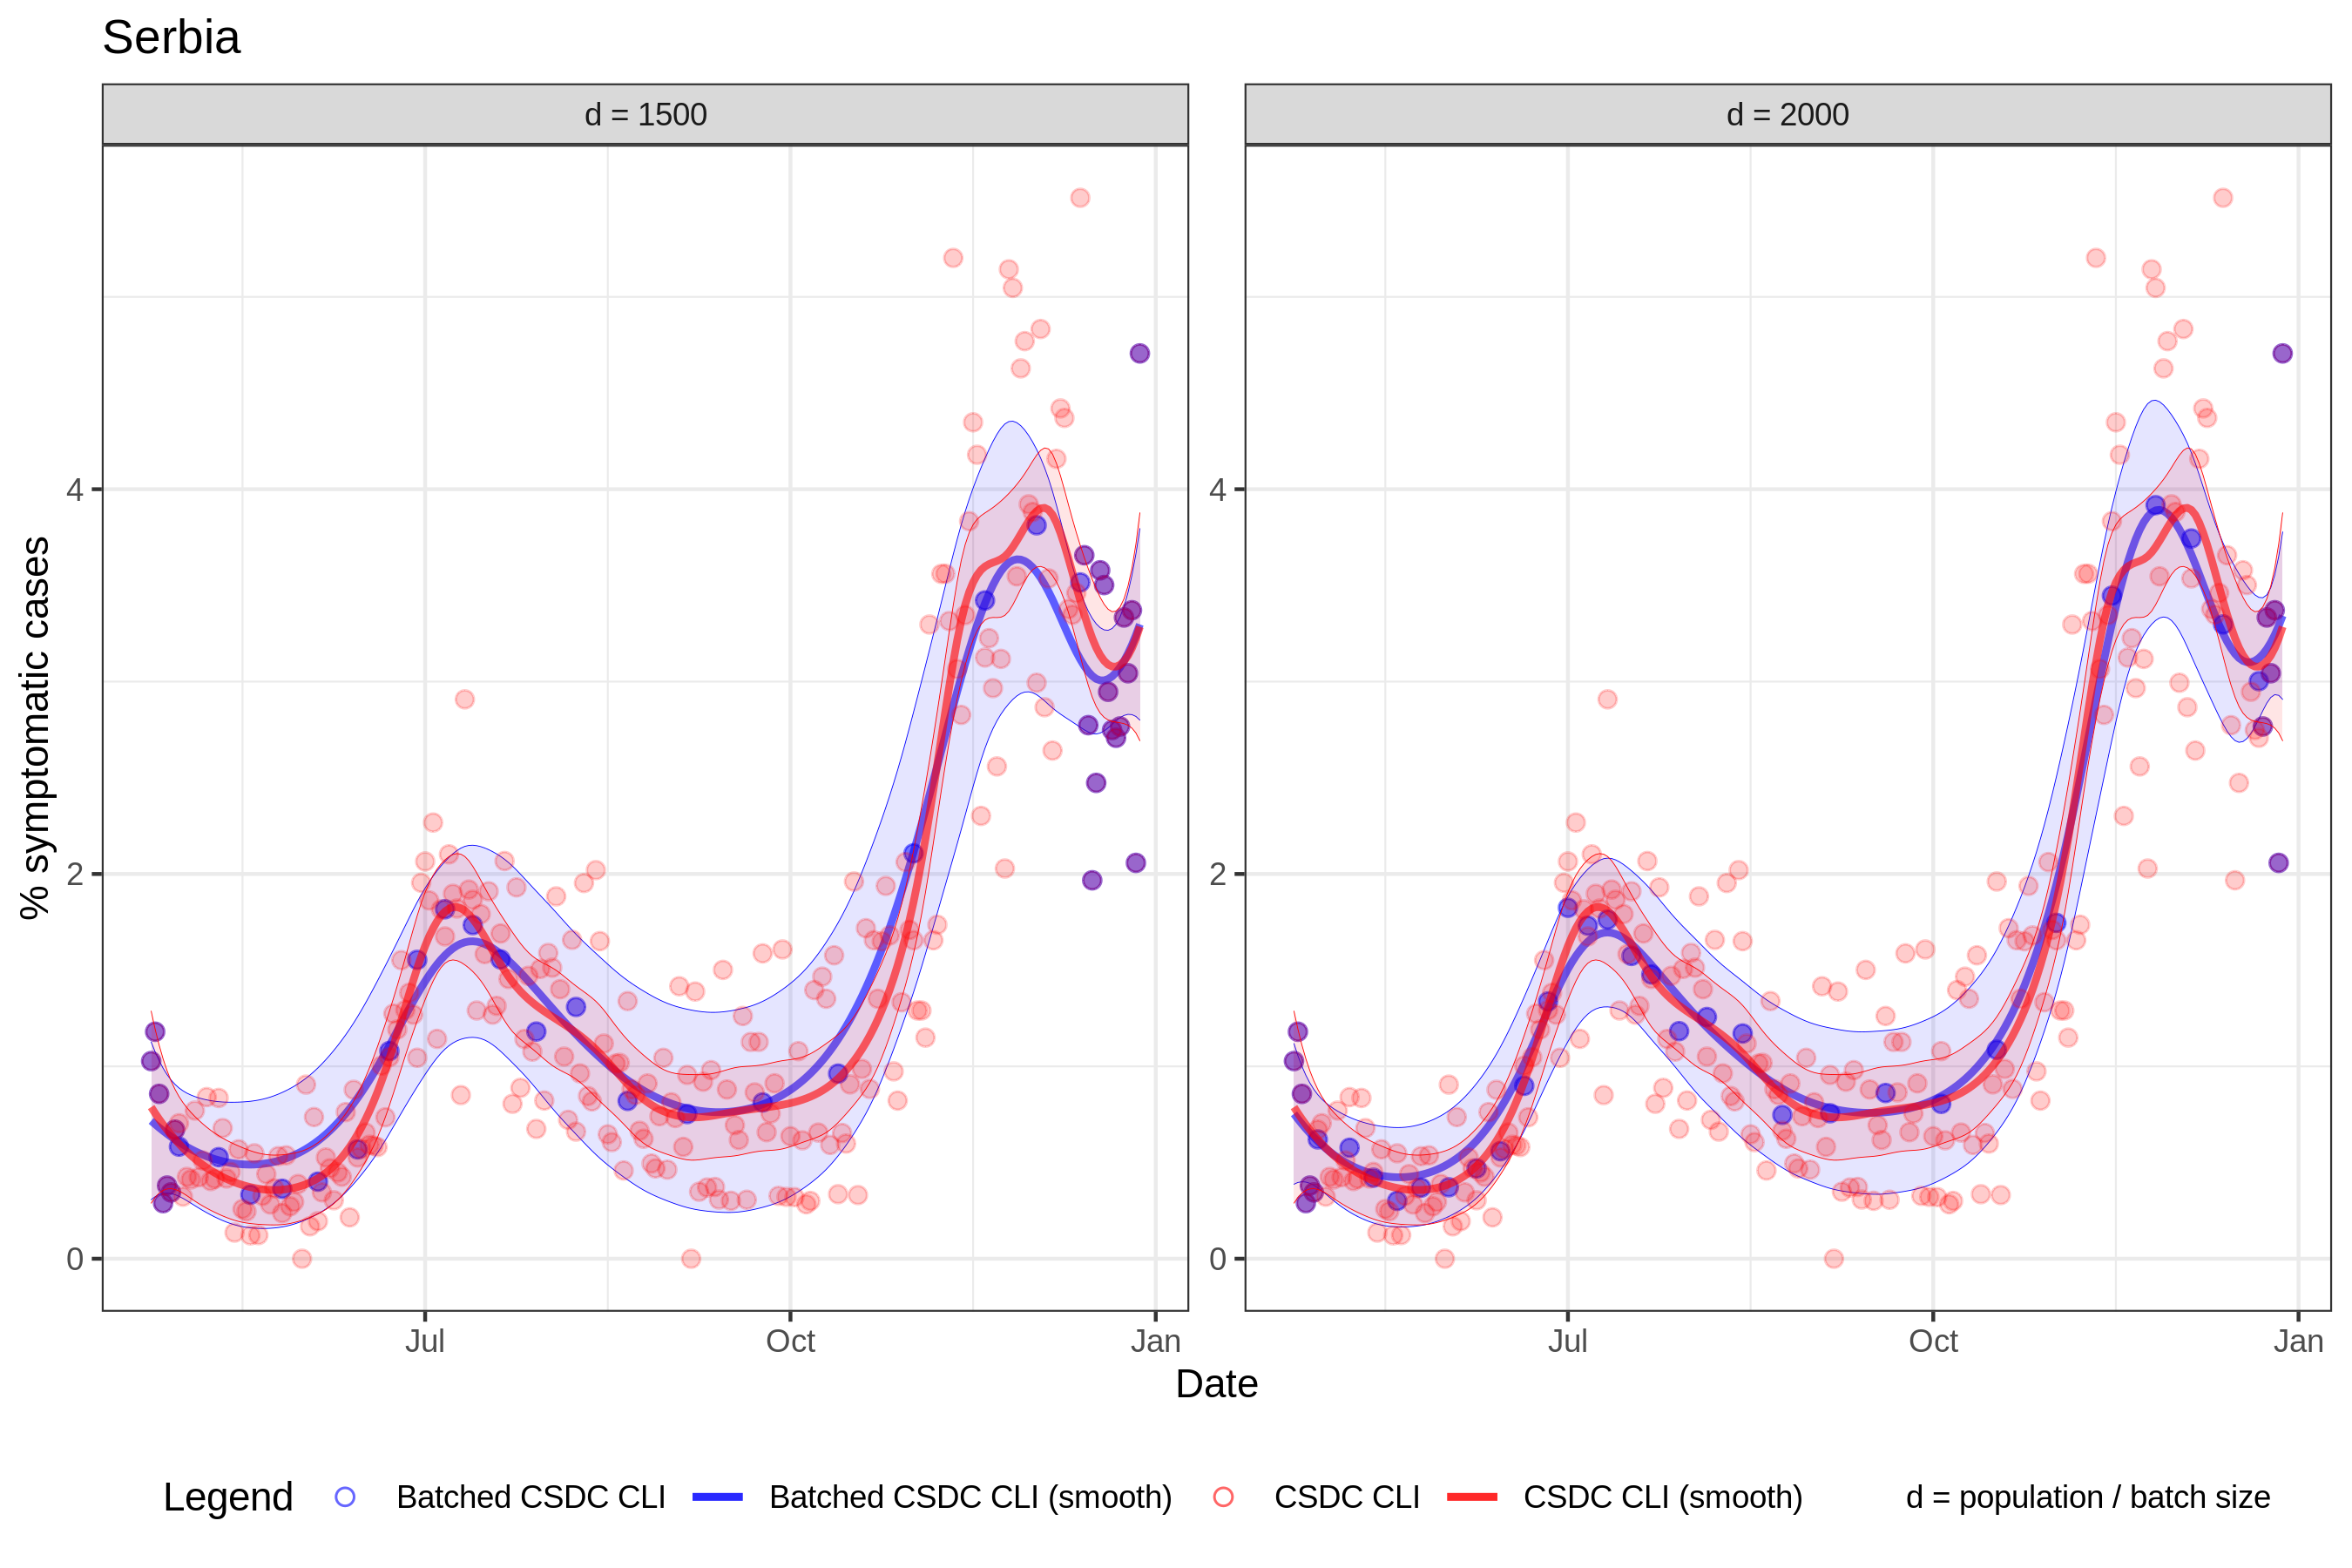 Serbia
d = 1500
d = 2000
% symptomatic cases
4
2
0
4
2
0
Jul
Oct
Jan
Jul
Oct
Jan
Date
Legend
Batched CSDC CLI
Batched CSDC CLI (smooth)
CSDC CLI
CSDC CLI (smooth)
d = population / batch size